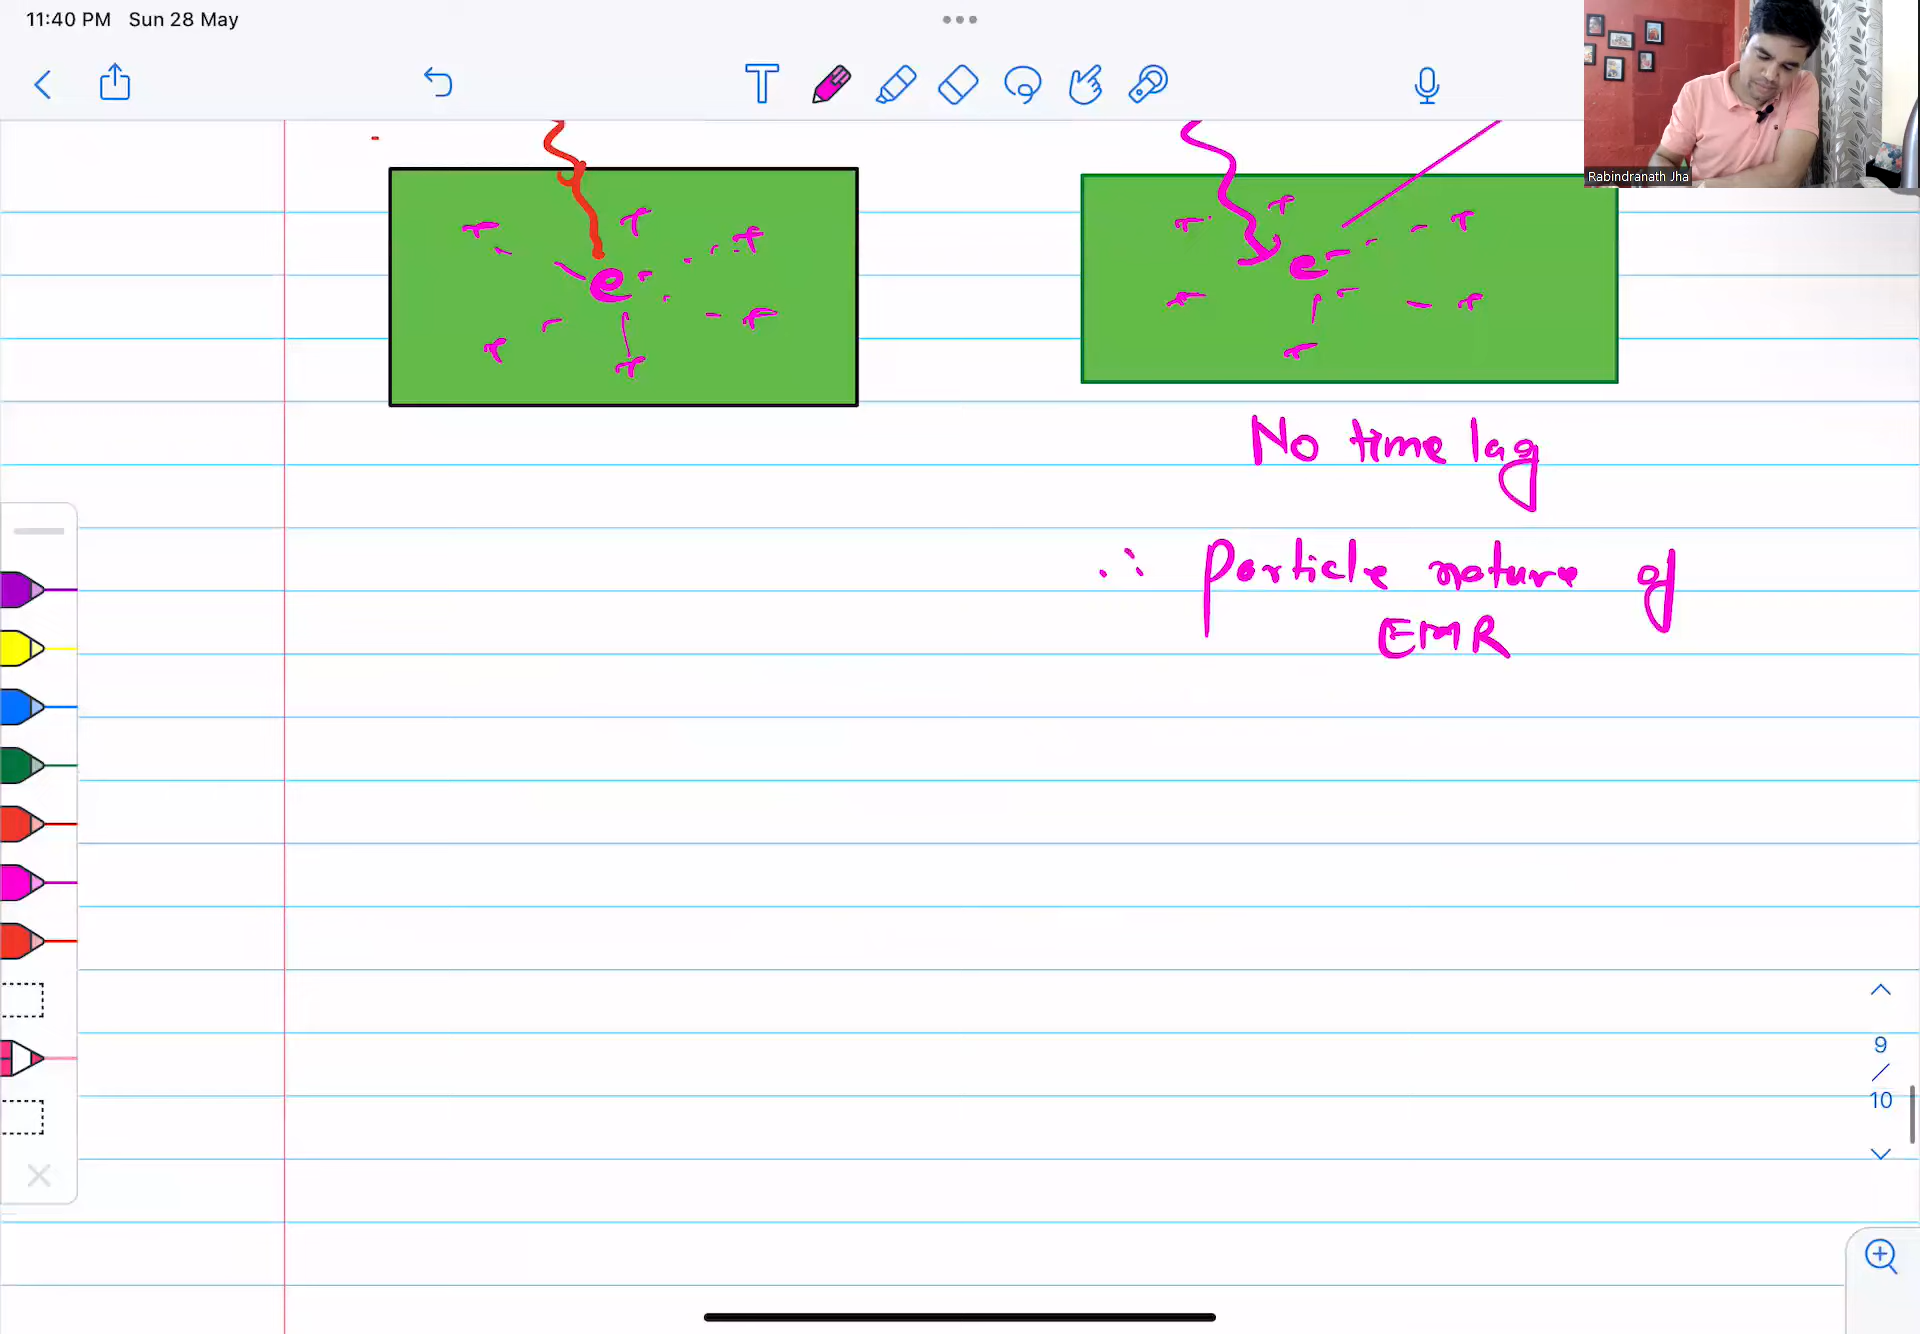 11:40 PM Sun 28 May
T
Rabindranath Jha
e
e
No time lag
∴ Particle nature of
EMR
9
/
10